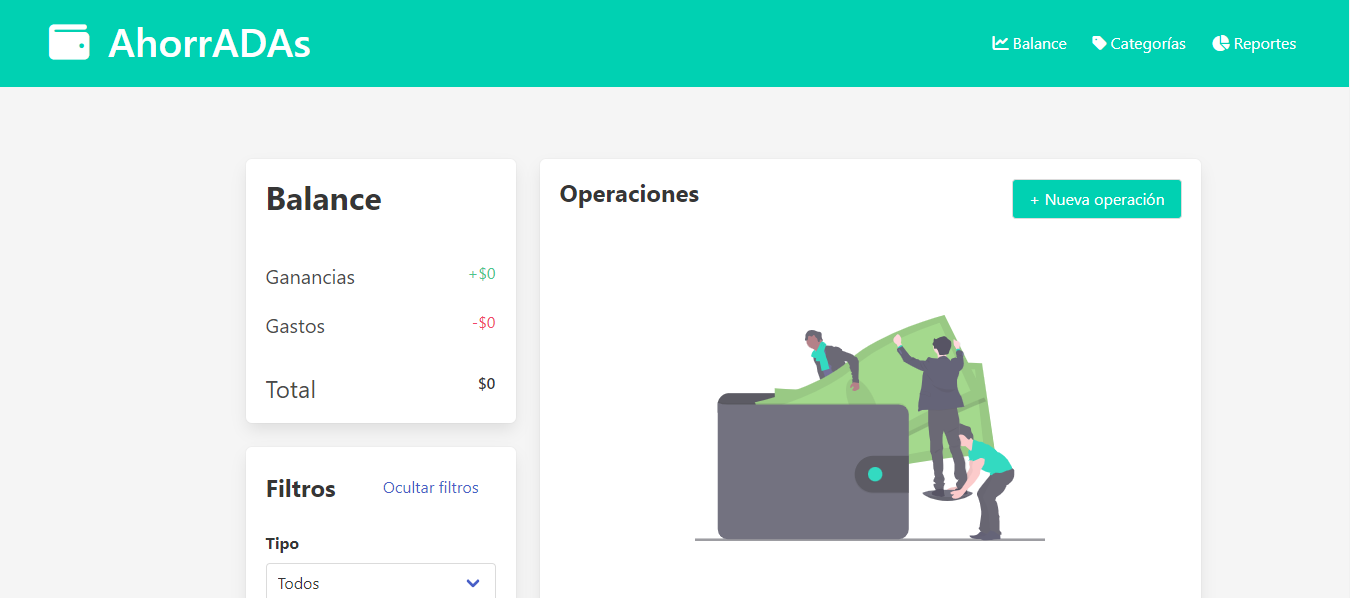 AhorrADAs
Balance
Categorías
Reportes
Balance
Ganancias +$0
Gastos -$0
Total $0
Filtros Ocultar filtros
Tipo
Todos
Operaciones
+ Nueva operación